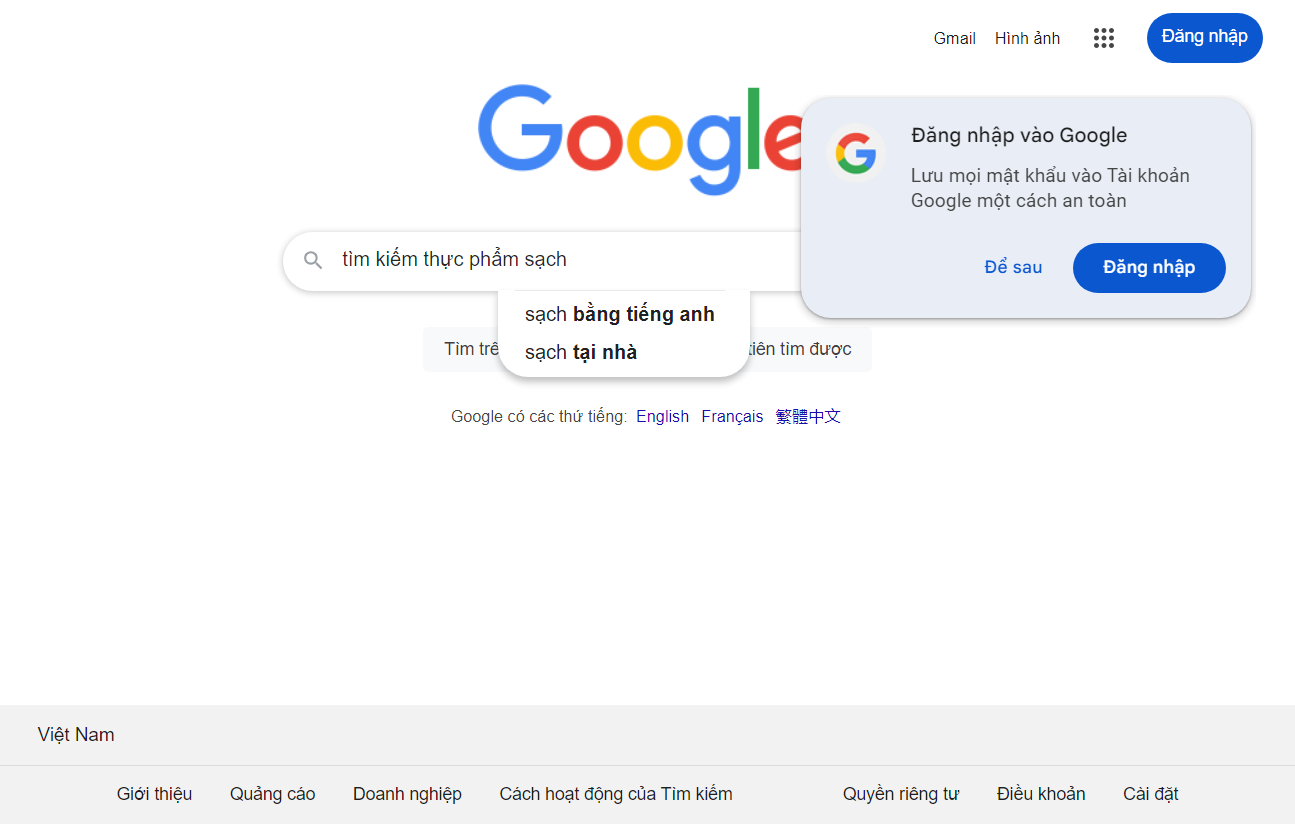 Gmail Hình ảnh Đăng nhập
Google
Đăng nhập vào Google
Lưu mọi mật khẩu vào Tài khoản
Google một cách an toàn
Để sau Đăng nhập
tìm kiếm thực phẩm sạch
sạch bằng tiếng anh
sạch tại nhà
Tìm tiên tìm được
Google có các thứ tiếng: English Français 繁體中文
Việt Nam
Giới thiệu Quảng cáo Doanh nghiệp Cách hoạt động của Tìm kiếm Quyền riêng tư Điều khoản Cài đặt